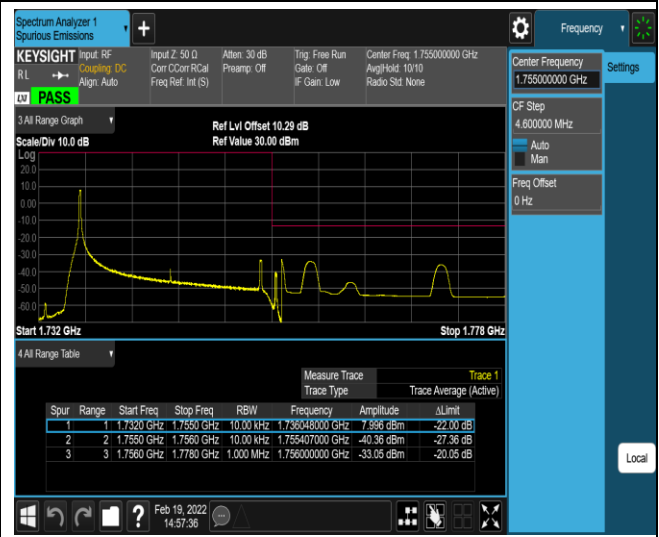 Spectrum Analyzer 1
Spurious Emissions
Frequency
KEYSIGHT Input: RF Input Z: 50 Ω Atten: 30 dB Trig: Free Run Center Freq: 1.755000000 GHz
RL Coupling: DC Corr CCorr RCal Preamp: Off Gate: Off Avg|Hold: 10/10
Align: Auto Freq Ref: Int (S) IF Gain: Low Radio Std: None
LXI PASS
Center Frequency
1.755000000 GHz
Settings
CF Step
4.600000 MHz
Auto
Man
Freq Offset
0 Hz
3 All Range Graph
Ref Lvl Offset 10.29 dB
Scale/Div 10.0 dB Ref Value 30.00 dBm
Log
20.0
10.0
0.00
-10.0
-20.0
-30.0
-40.0
-50.0
-60.0
Start 1.732 GHz Stop 1.778 GHz
4 All Range Table
Measure Trace Trace 1
Trace Type Trace Average (Active)
Spur Range Start Freq Stop Freq RBW Frequency Amplitude ΔLimit
1 1 1.7320 GHz 1.7550 GHz 10.00 kHz 1.736048000 GHz 7.996 dBm -22.00 dB
2 2 1.7550 GHz 1.7560 GHz 10.00 kHz 1.755407000 GHz -40.36 dBm -27.36 dB
3 3 1.7560 GHz 1.7780 GHz 1.000 MHz 1.756000000 GHz -33.05 dBm -20.05 dB
Local
Feb 19, 2022
14:57:36